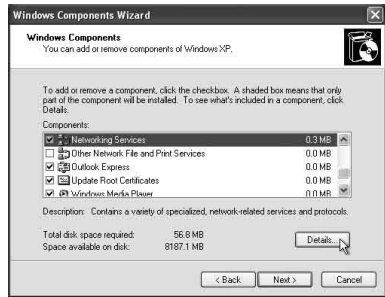 Windows Components Wizard
Windows Components
You can add or remove components of Windows XP.
To add or remove a component, click the checkbox. A shaded box means that only
part of the component will be installed. To see what's included in a component, click
Details.
Components:
Networking Services 0.3 MB
Other Network File and Print Services 0.0 MB
Outlook Express 0.0 MB
Update Root Certificates 0.0 MB
Windows Media Player 0.0 MB
Description: Contains a variety of specialized, network-related services and protocols.
Total disk space required: 56.8 MB
Space available on disk: 8187.1 MB
Details...
< Back Next > Cancel